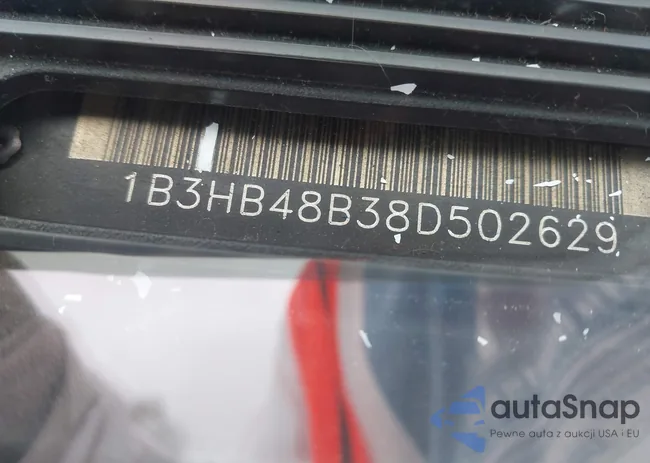 1B3HB48B38D502629
autaSnap
Pewne auta z aukcji USA i EU